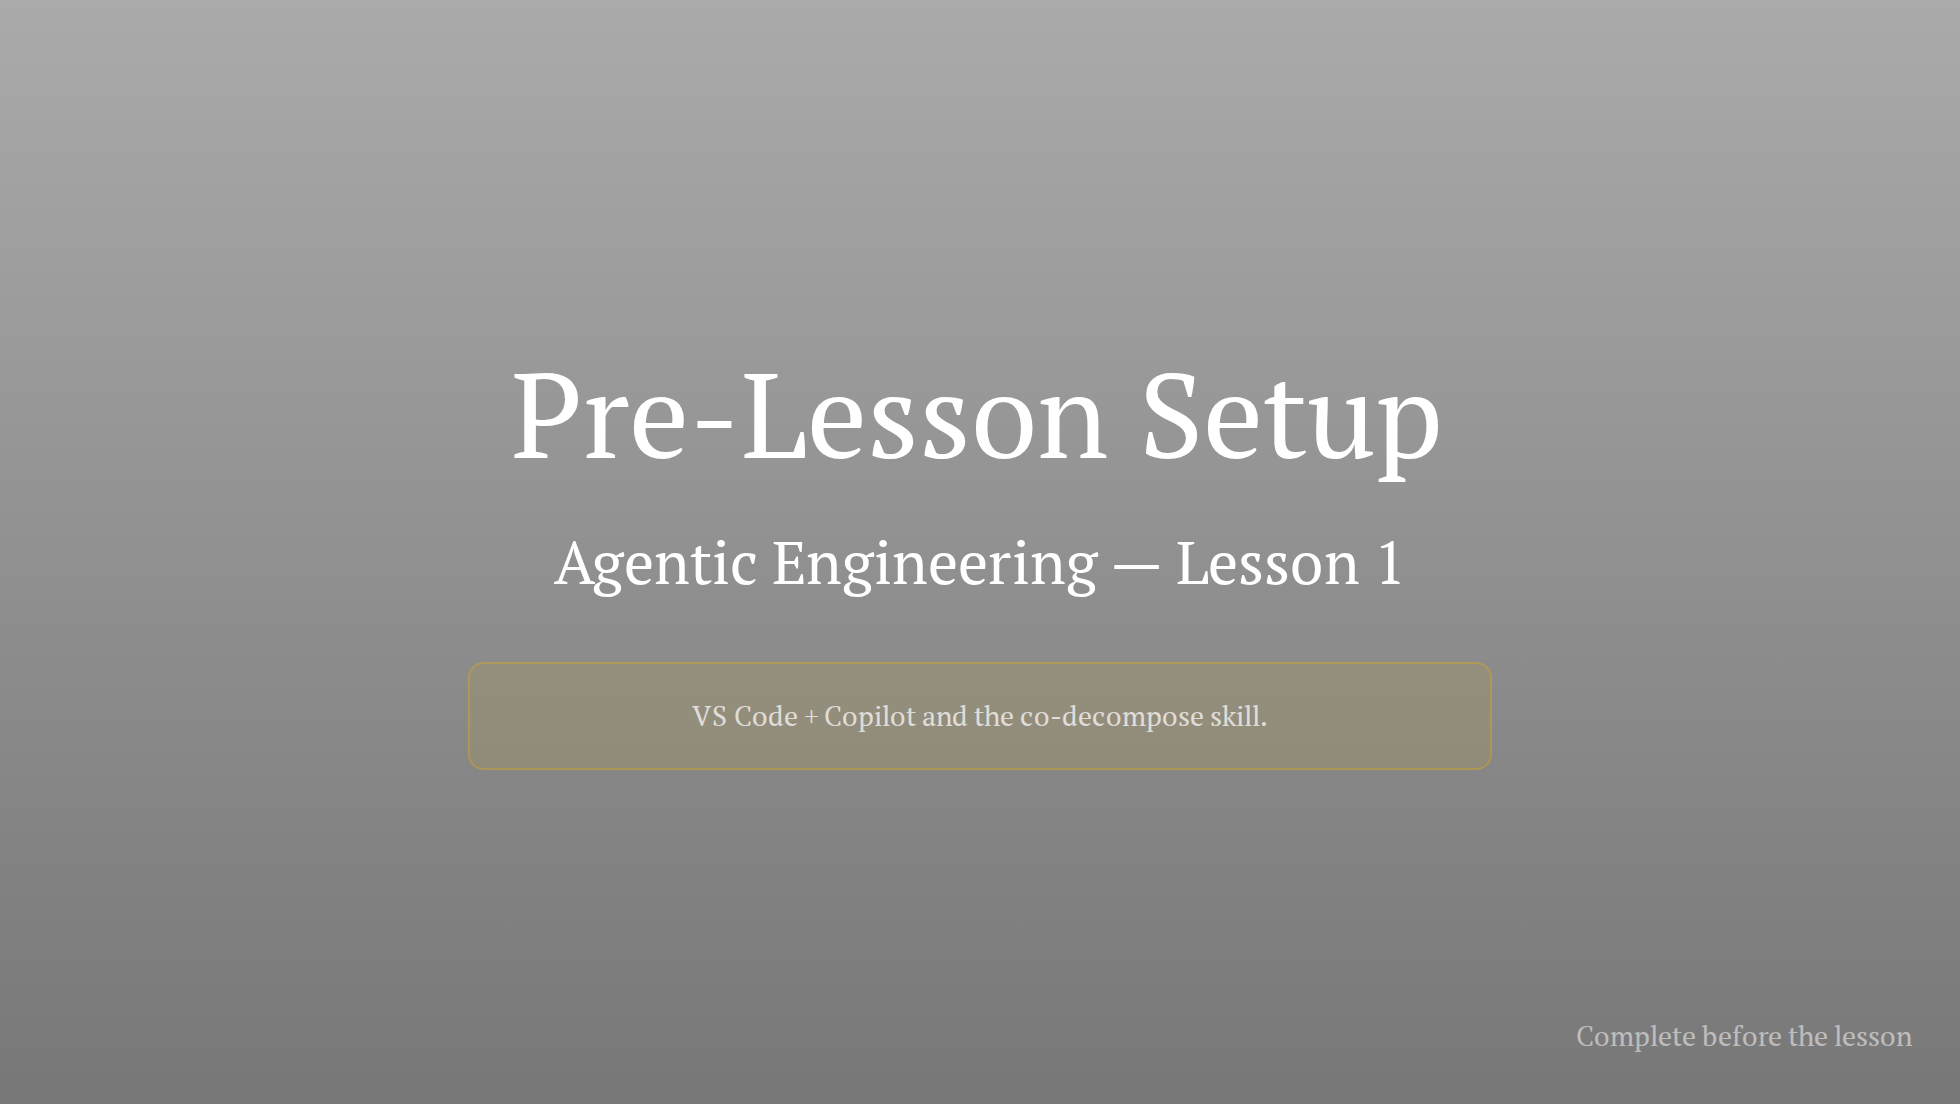 Pre-Lesson Setup
Agentic Engineering — Lesson 1
VS Code + Copilot and the co-decompose skill.
Complete before the lesson